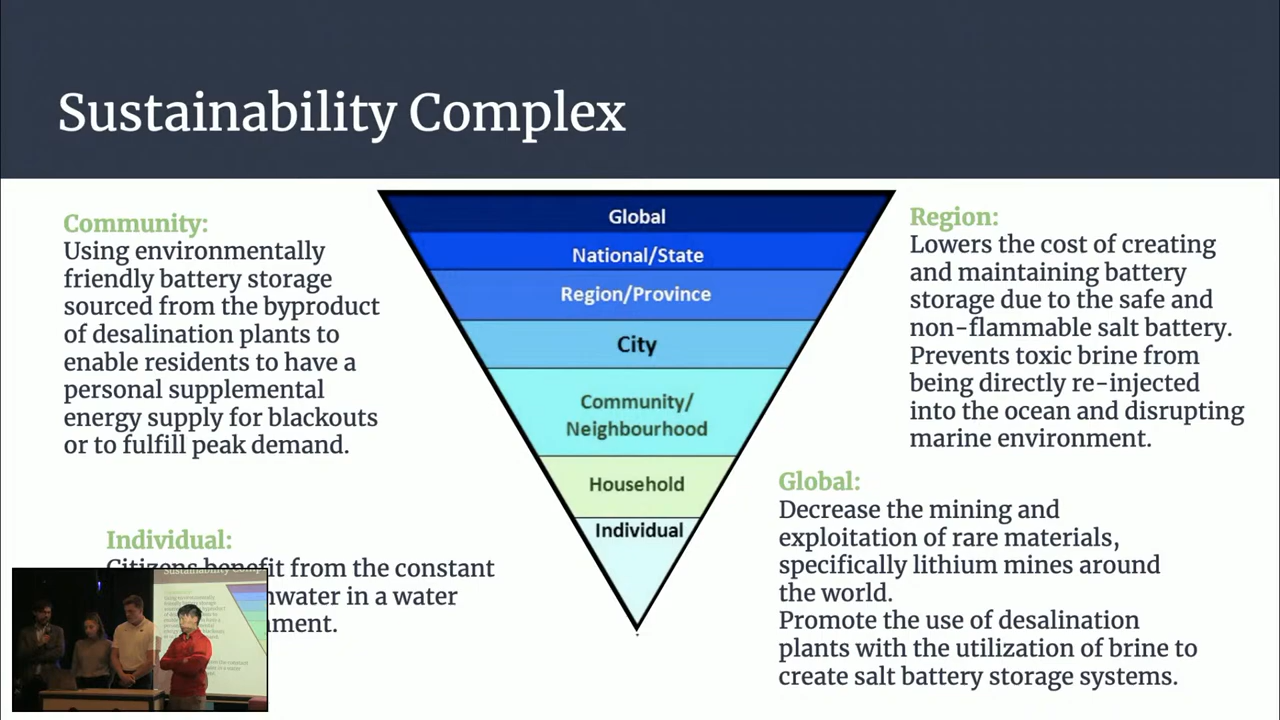 Sustainability Complex
Community:
Using environmentally
friendly battery storage
sourced from the byproduct
of desalination plants to
enable residents to have a
personal supplemental
energy supply for blackouts
or to fulfill peak demand.
Individual:
Citizens benefit from the constant
in a water
Global
National/State
Region/Province
City
Community/
Neighbourhood
Household
Individual
Region:
Lowers the cost of creating
and maintaining battery
storage due to the safe and
non-flammable salt battery.
Prevents toxic brine from
being directly re-injected
into the ocean and disrupting
marine environment.
Global:
Decrease the mining and
exploitation of rare materials,
specifically lithium mines around
the world.
Promote the use of desalination
plants with the utilization of brine to
create salt battery storage systems.